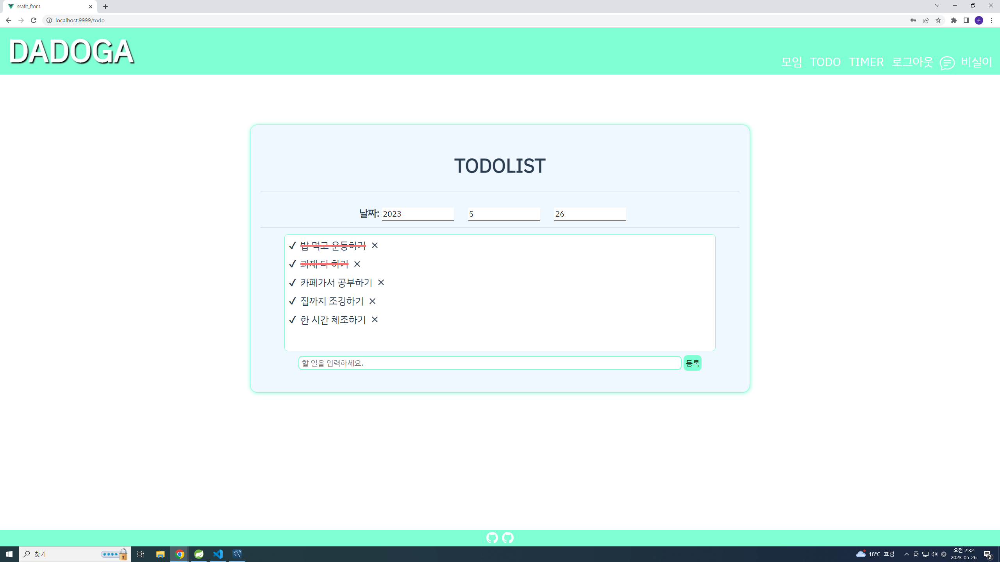 ssafit_front
localhost:9999/todo
두
DADOGA
모임 TODO TIMER 로그아웃 비실이
TODOLIST
날짜: 2023 5 26
밥 먹고 운동하기
과제 다 하기
카페가서 공부하기
집까지 조깅하기
한 시간 체조하기
할 일을 입력하세요. 등록
찾기
18°C 흐림
오전 2:32
2023-05-26
2